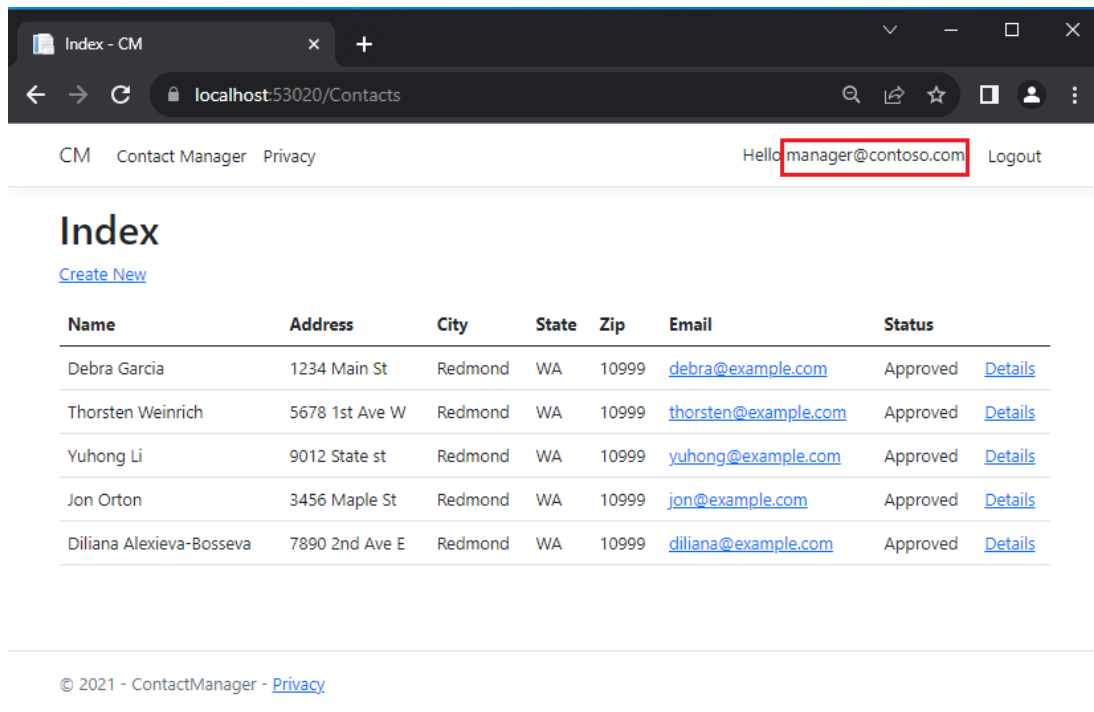 Index - CM
localhost:53020/Contacts
CM Contact Manager Privacy Hello manager@contoso.com Logout
Index
Create New
Name Address City State Zip Email Status
Debra Garcia 1234 Main St Redmond WA 10999 debra@example.com Approved Details
Thorsten Weinrich 5678 1st Ave W Redmond WA 10999 thorsten@example.com Approved Details
Yuhong Li 9012 State st Redmond WA 10999 yuhong@example.com Approved Details
Jon Orton 3456 Maple St Redmond WA 10999 jon@example.com Approved Details
Diliana Alexieva-Bosseva 7890 2nd Ave E Redmond WA 10999 diliana@example.com Approved Details
© 2021 - ContactManager - Privacy